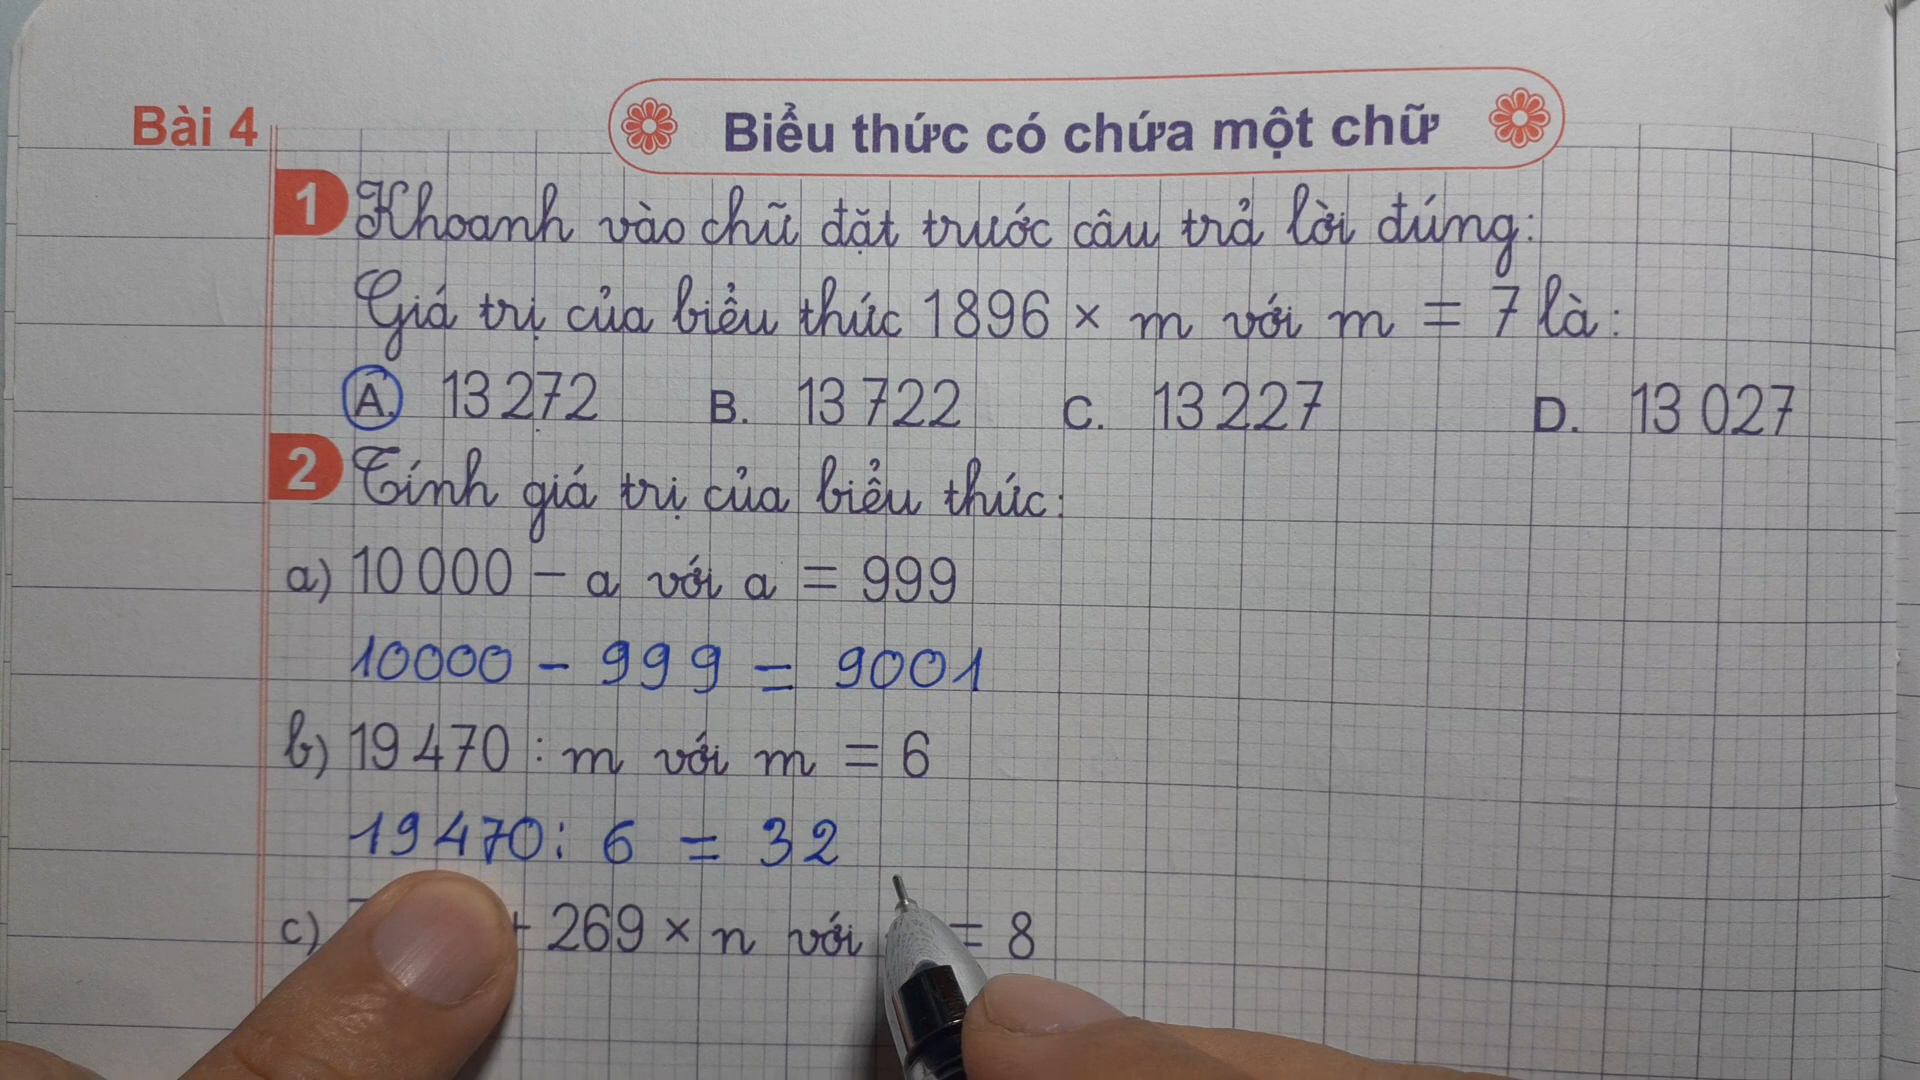 Bài 4
Biểu thức có chứa một chữ
1 Khoanh vào chữ đặt trước câu trả lời đúng:
Giá trị của biểu thức 1896 × m với m = 7 là:
A. 13 272 B. 13 722 C. 13 227 D. 13 027
2 Tính giá trị của biểu thức:
a) 10 000 – a với a = 999
10000 - 999 = 9001
b) 19 470 : m với m = 6
19470 : 6 = 32
c) + 269 × n với = 8